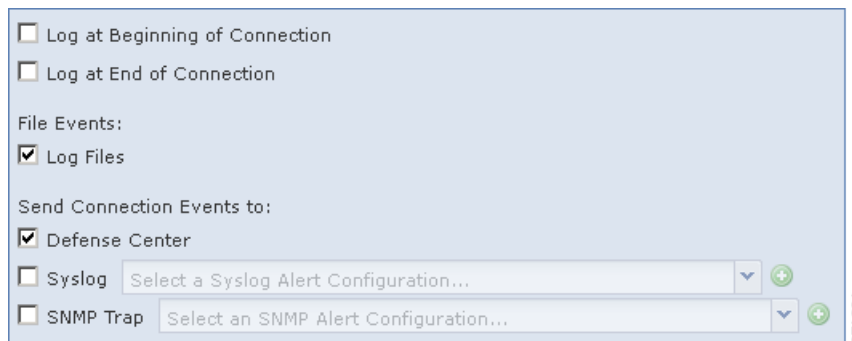 Log at Beginning of Connection
Log at End of Connection
File Events:
Log Files
Send Connection Events to:
Defense Center
Syslog Select a Syslog Alert Configuration...
SNMP Trap Select an SNMP Alert Configuration...